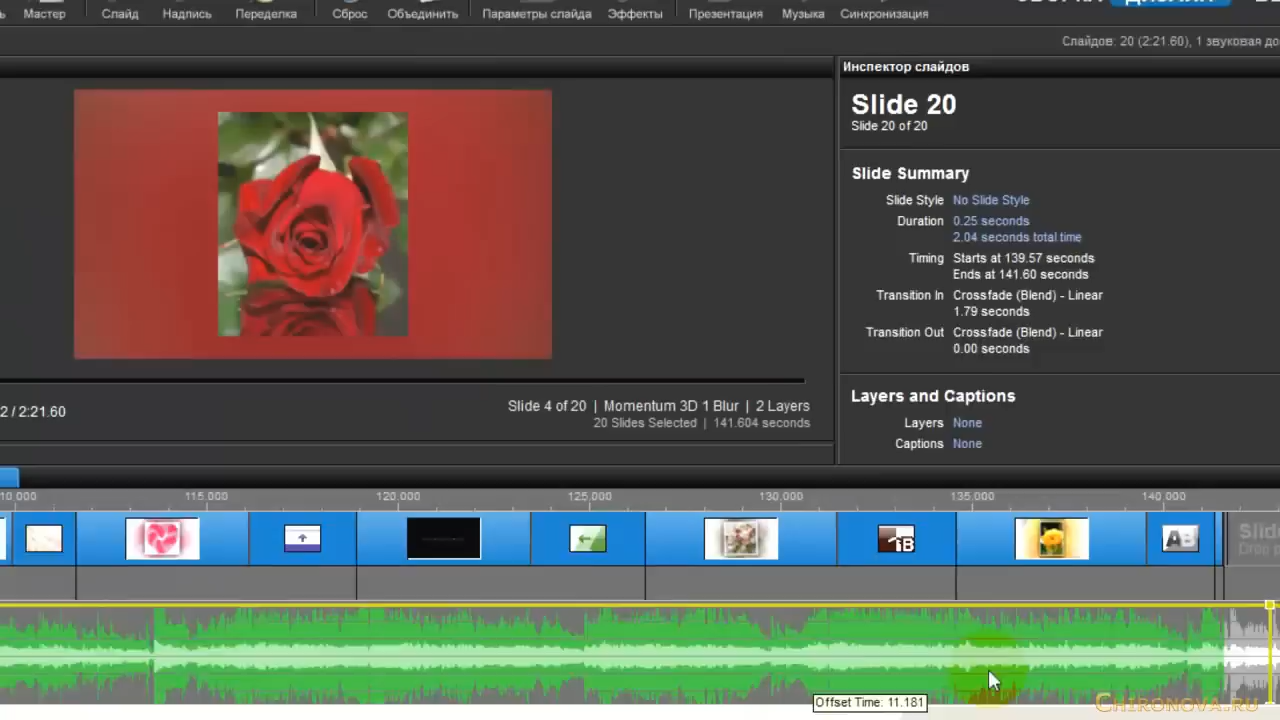 Мастер Слайд Надпись Переделка Сброс Объединить Параметры слайда Эффекты Презентация Музыка Синхронизация
ДИЗАЙН
Слайдов: 20 (2:21.60), 1 звуковая до
Инспектор слайдов
Slide 20
Slide 20 of 20
Slide Summary
Slide Style No Slide Style
Duration 0.25 seconds
2.04 seconds total time
Timing Starts at 139.57 seconds
Ends at 141.60 seconds
Transition In Crossfade (Blend) - Linear
1.79 seconds
Transition Out Crossfade (Blend) - Linear
0.00 seconds
Layers and Captions
Layers None
Captions None
2 / 2:21.60
Slide 4 of 20 | Momentum 3D 1 Blur | 2 Layers
20 Slides Selected | 141.604 seconds
10.000 115.000 120.000 125.000 130.000 135.000 140.000
B
AB
Slid
Drop p
Offset Time: 11.181
CHIRONOVA.RU